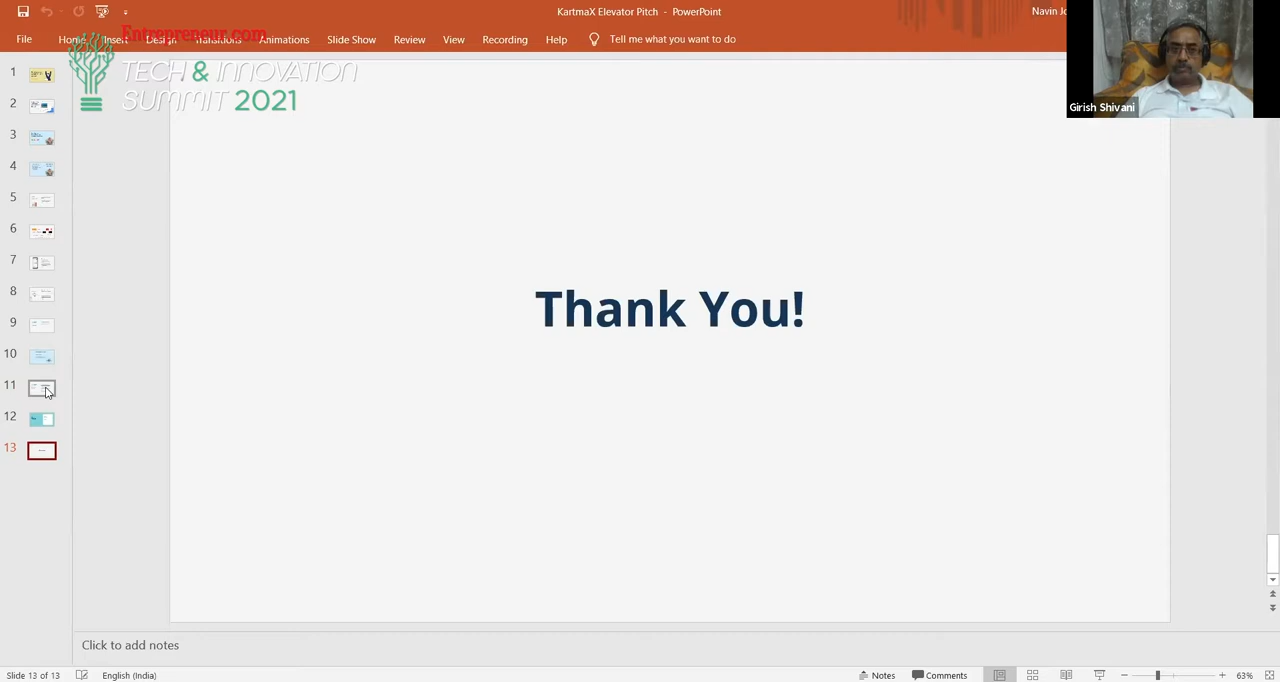 KartmaX Elevator Pitch - PowerPoint
Navin Jo
File Home Insert Design Transitions Animations Slide Show Review View Recording Help Tell me what you want to do
Entrepreneur.com
TECH & INNOVATION
SUMMIT 2021
Girish Shivani
1
2
3
4
5
6
7
8
9
10
11
12
13
Thank You!
Click to add notes
Slide 13 of 13 English (India) Notes Comments 63%